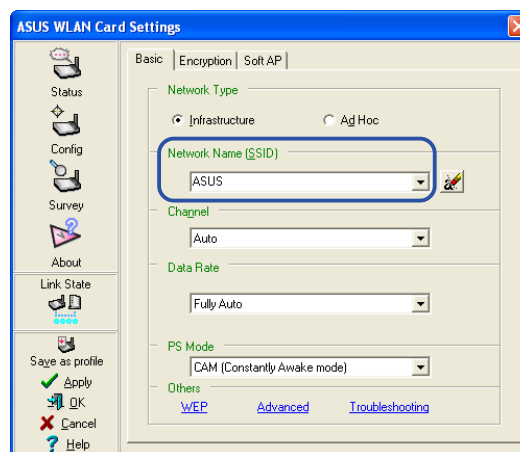 ASUS WLAN Card Settings
Status
Config
Survey
About
Link State
Save as profile
Apply
OK
Cancel
Help
Basic
Encryption
Soft AP
Network Type
Infrastructure
Ad Hoc
Network Name (SSID)
ASUS
Channel
Auto
Data Rate
Fully Auto
PS Mode
CAM (Constantly Awake mode)
Others
WEP Advanced Troubleshooting